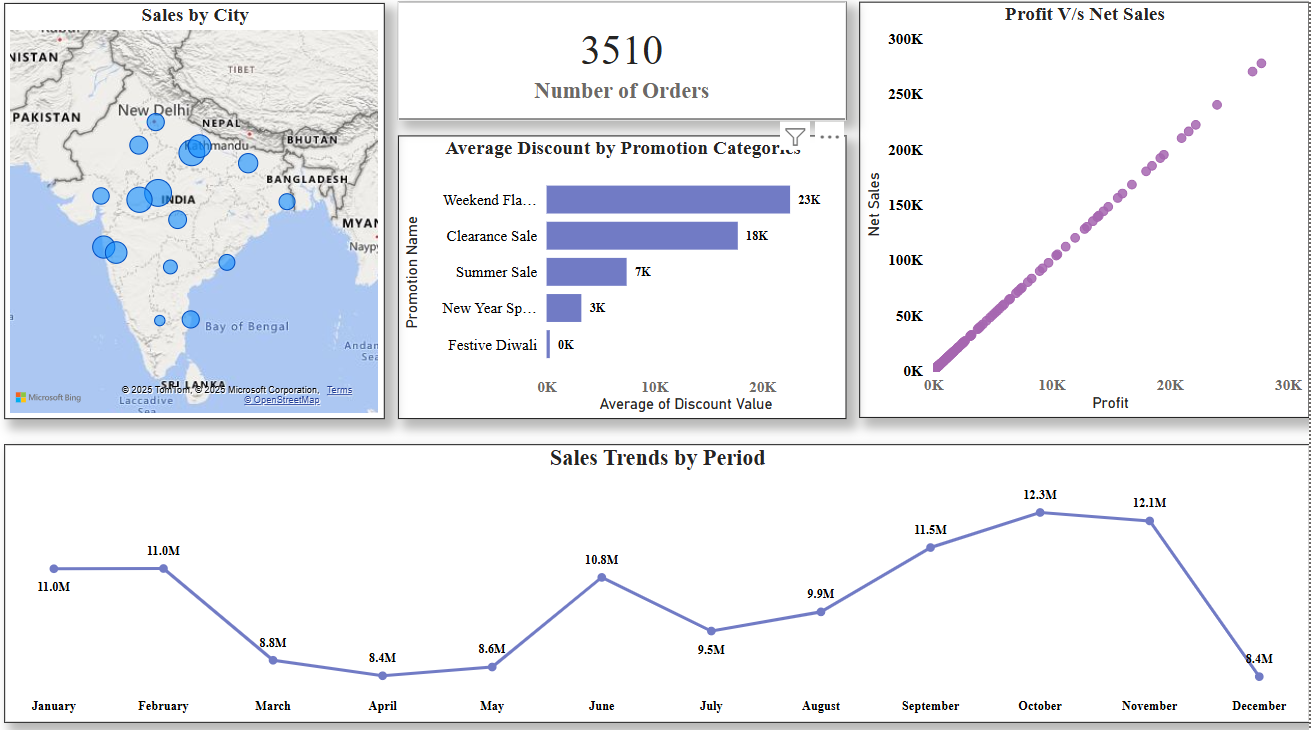 Sales by City
NISTAN
TIBET
New Delhi
PAKISTAN
NEPAL
Kathmandu
BHUTAN
BANGLADESH
INDIA
MYAN
Naypy
Bay of Bengal
Andan
Sea
SRI LANKA
© 2025 TomTom, © 2025 Microsoft Corporation, Terms
© OpenStreetMap
Microsoft Bing
Laccadive
Sea
3510
Number of Orders
Average Discount by Promotion Categories
Promotion Name
Weekend Fla... 23K
Clearance Sale 18K
Summer Sale 7K
New Year Sp... 3K
Festive Diwali 0K
0K 10K 20K
Average of Discount Value
Profit V/s Net Sales
Net Sales
300K
250K
200K
150K
100K
50K
0K
0K 10K 20K 30K
Profit
Sales Trends by Period
11.0M
11.0M
8.8M
8.4M
8.6M
10.8M
9.5M
9.9M
11.5M
12.3M
12.1M
8.4M
January February March April May June July August September October November December